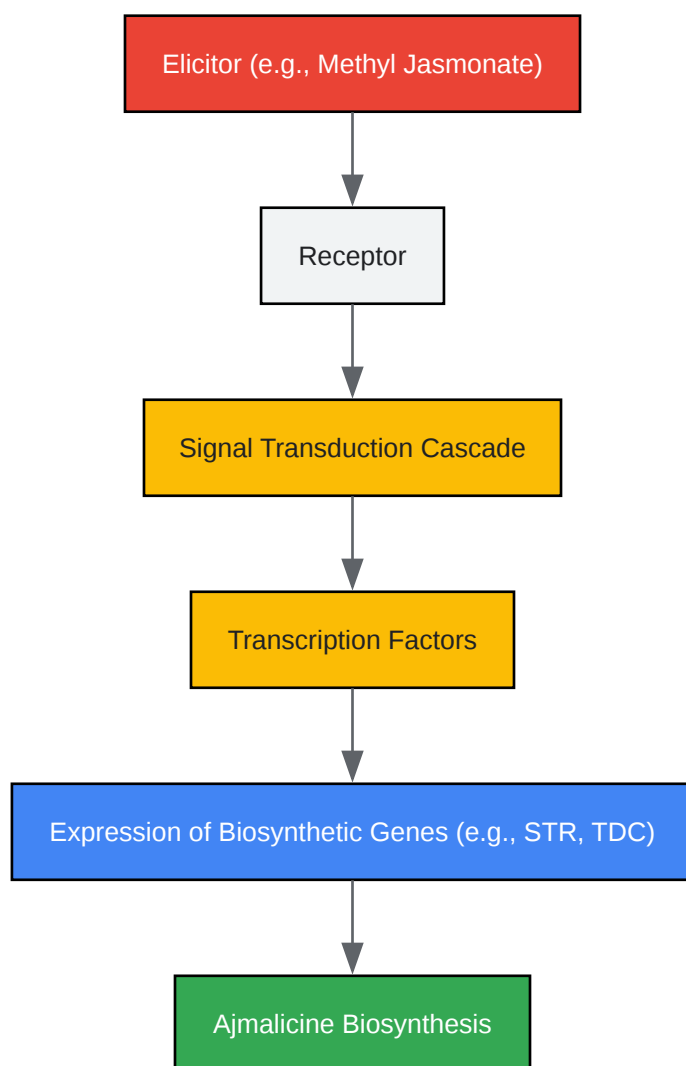 Elicitor (e.g., Methyl Jasmonate)
Receptor
Signal Transduction Cascade
Transcription Factors
Expression of Biosynthetic Genes (e.g., STR, TDC)
Ajmalicine Biosynthesis